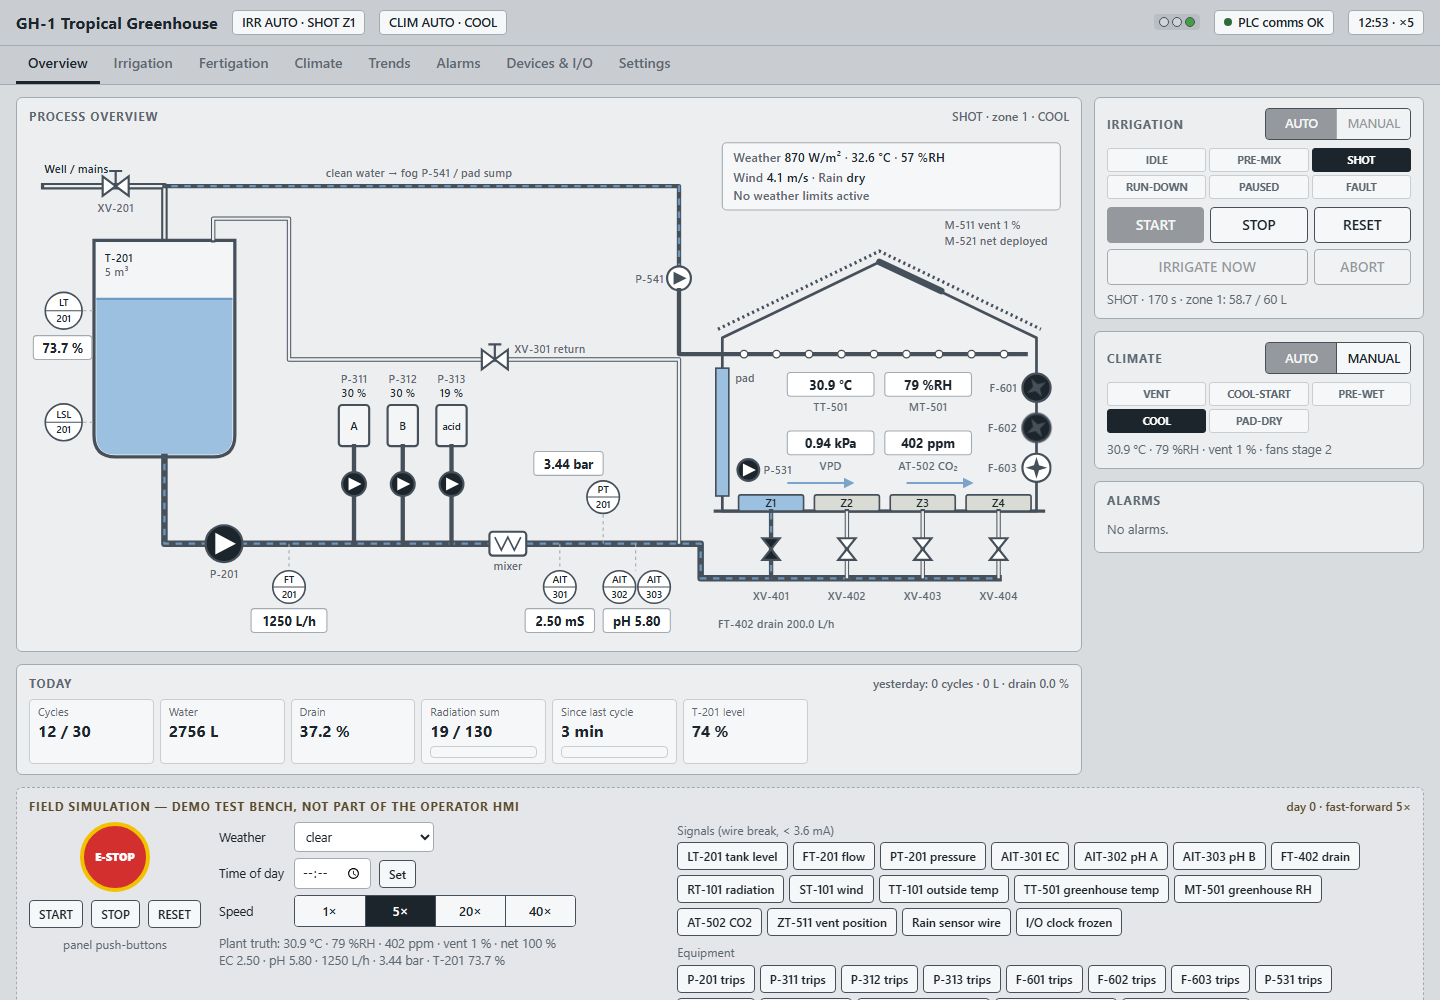 GH-1 Tropical Greenhouse
IRR AUTO · SHOT Z1
CLIM AUTO · COOL
PLC comms OK
12:53 · ×5
Overview
Irrigation
Fertigation
Climate
Trends
Alarms
Devices & I/O
Settings
PROCESS OVERVIEW
SHOT · zone 1 · COOL
Well / mains
XV-201
clean water → fog P-541 / pad sump
Weather 870 W/m² · 32.6 °C · 57 %RH
Wind 4.1 m/s · Rain dry
No weather limits active
M-511 vent 1 %
M-521 net deployed
T-201
5 m³
LT
201
73.7 %
LSL
201
P-541
XV-301 return
P-311
30 %
P-312
30 %
P-313
19 %
A
B
acid
3.44 bar
PT
201
P-201
FT
201
1250 L/h
mixer
AIT
301
2.50 mS
AIT
302
AIT
303
pH 5.80
pad
30.9 °C
TT-501
79 %RH
MT-501
0.94 kPa
VPD
402 ppm
AT-502 CO₂
P-531
F-601
F-602
F-603
Z1
Z2
Z3
Z4
XV-401
XV-402
XV-403
XV-404
FT-402 drain 200.0 L/h
IRRIGATION
AUTO
MANUAL
IDLE
PRE-MIX
SHOT
RUN-DOWN
PAUSED
FAULT
START
STOP
RESET
IRRIGATE NOW
ABORT
SHOT · 170 s · zone 1: 58.7 / 60 L
CLIMATE
AUTO
MANUAL
VENT
COOL-START
PRE-WET
COOL
PAD-DRY
30.9 °C · 79 %RH · vent 1 % · fans stage 2
ALARMS
No alarms.
TODAY
yesterday: 0 cycles · 0 L · drain 0.0 %
Cycles
12 / 30
Water
2756 L
Drain
37.2 %
Radiation sum
19 / 130
Since last cycle
3 min
T-201 level
74 %
FIELD SIMULATION — DEMO TEST BENCH, NOT PART OF THE OPERATOR HMI
day 0 · fast-forward 5×
E-STOP
START
STOP
RESET
panel push-buttons
Weather
clear
Time of day
--:--
Set
Speed
1×
5×
20×
40×
Plant truth: 30.9 °C · 79 %RH · 402 ppm · vent 1 % · net 100 %
EC 2.50 · pH 5.80 · 1250 L/h · 3.44 bar · T-201 73.7 %
Signals (wire break, < 3.6 mA)
LT-201 tank level
FT-201 flow
PT-201 pressure
AIT-301 EC
AIT-302 pH A
AIT-303 pH B
FT-402 drain
RT-101 radiation
ST-101 wind
TT-101 outside temp
TT-501 greenhouse temp
MT-501 greenhouse RH
AT-502 CO2
ZT-511 vent position
Rain sensor wire
I/O clock frozen
Equipment
P-201 trips
P-311 trips
P-312 trips
P-313 trips
F-601 trips
F-602 trips
F-603 trips
P-531 trips